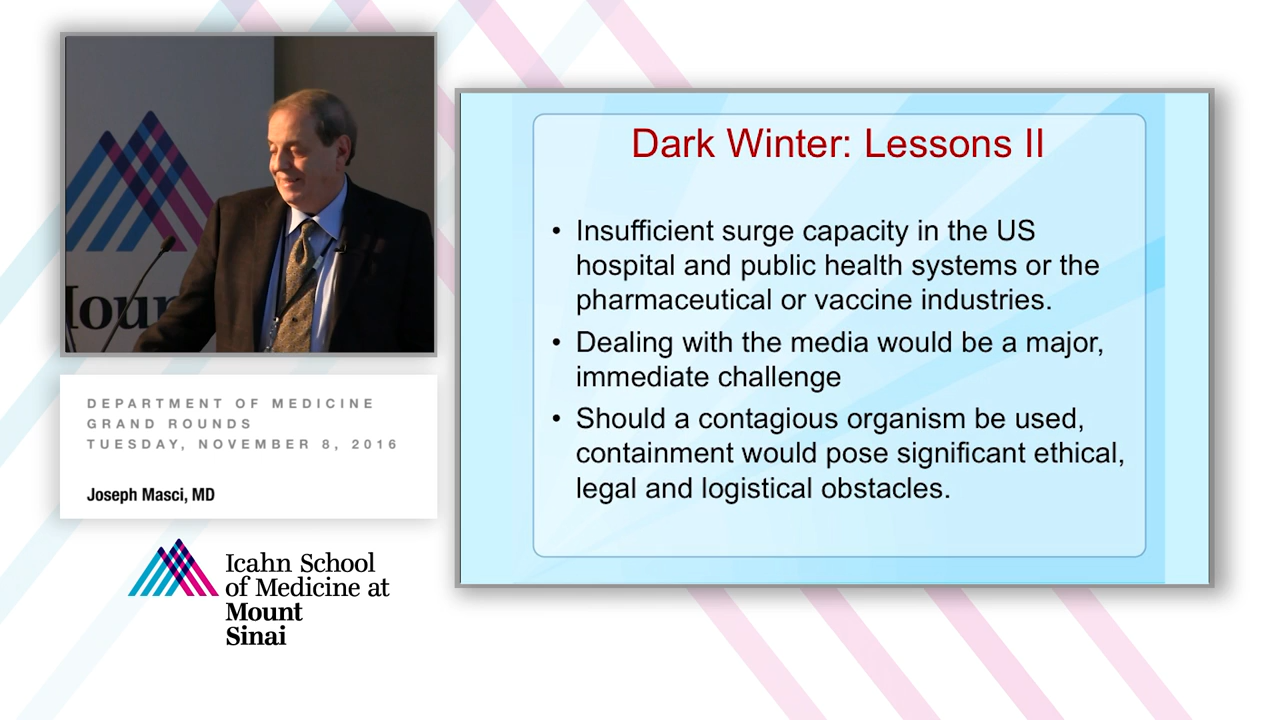 DEPARTMENT OF MEDICINE
GRAND ROUNDS
TUESDAY, NOVEMBER 8, 2016
Joseph Masci, MD
Icahn School
of Medicine at
Mount
Sinai
Dark Winter: Lessons II
• Insufficient surge capacity in the US
hospital and public health systems or the
pharmaceutical or vaccine industries.
• Dealing with the media would be a major,
immediate challenge
• Should a contagious organism be used,
containment would pose significant ethical,
legal and logistical obstacles.